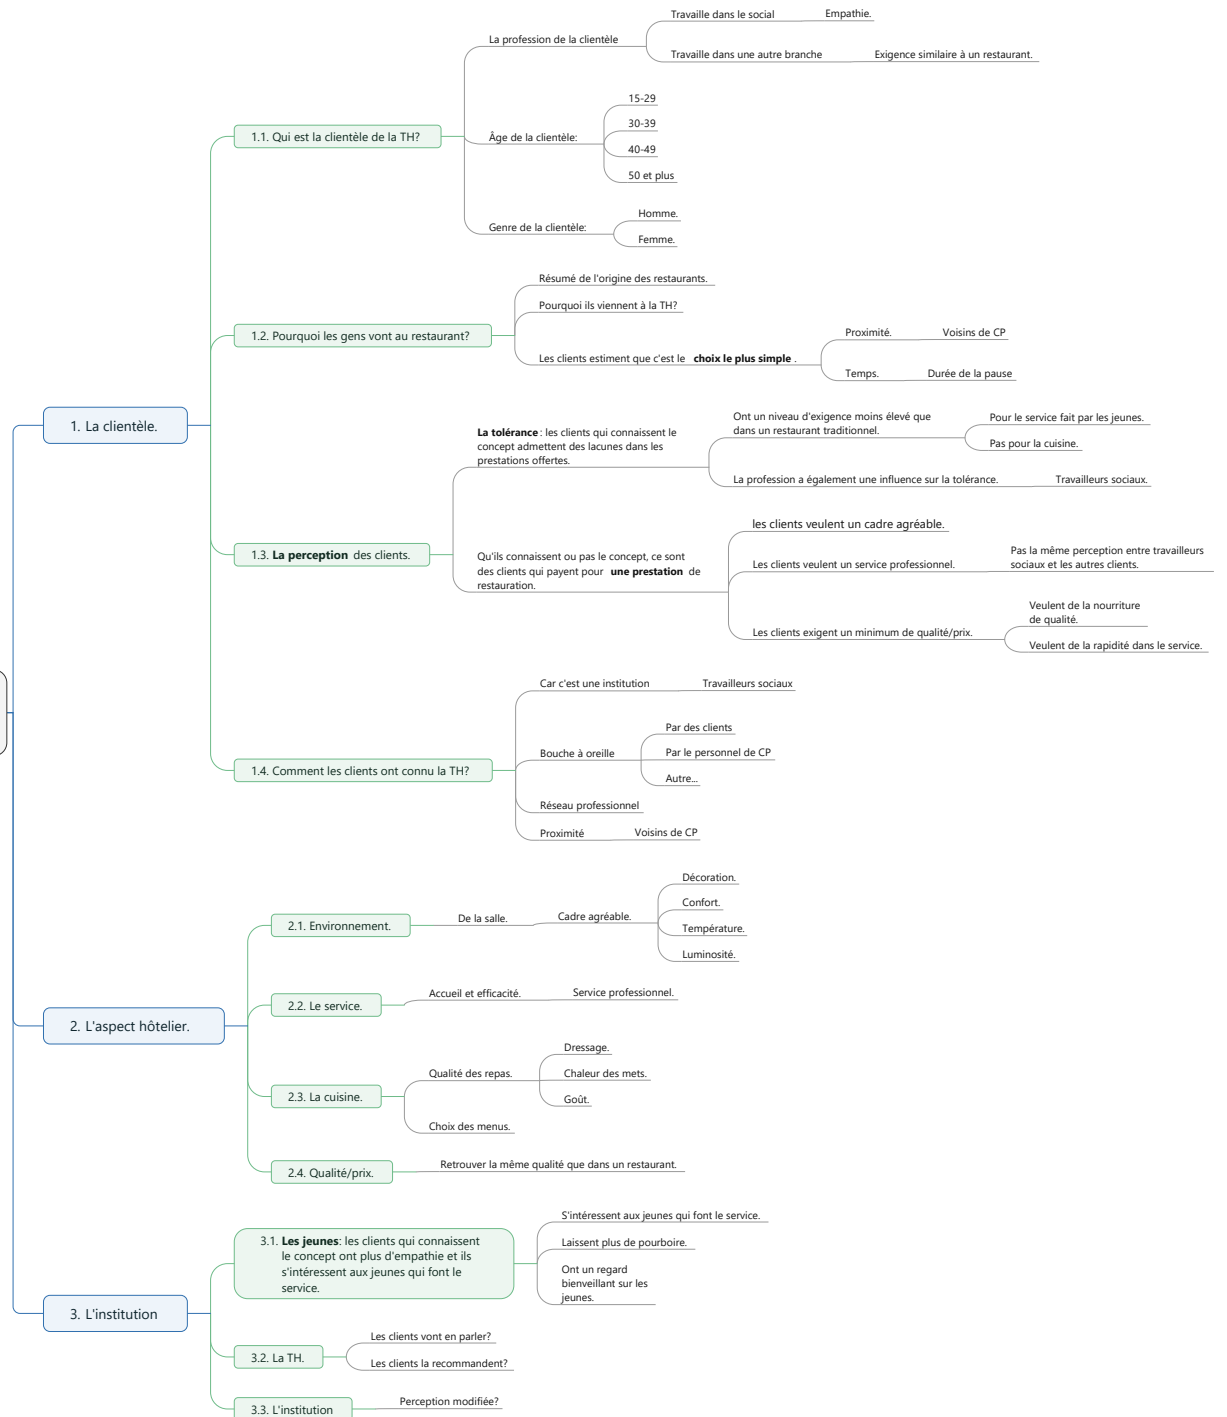 1. La clientèle.
1.1. Qui est la clientèle de la TH?
La profession de la clientèle
Travaille dans le social
Empathie.
Travaille dans une autre branche
Exigence similaire à un restaurant.
Âge de la clientèle:
15-29
30-39
40-49
50 et plus
Genre de la clientèle:
Homme.
Femme.
1.2. Pourquoi les gens vont au restaurant?
Résumé de l'origine des restaurants.
Pourquoi ils viennent à la TH?
Les clients estiment que c'est le choix le plus simple .
Proximité.
Voisins de CP
Temps.
Durée de la pause
1.3. La perception des clients.
La tolérance : les clients qui connaissent le
concept admettent des lacunes dans les
prestations offertes.
Ont un niveau d'exigence moins élevé que
dans un restaurant traditionnel.
Pour le service fait par les jeunes.
Pas pour la cuisine.
La profession a également une influence sur la tolérance.
Travailleurs sociaux.
Qu'ils connaissent ou pas le concept, ce sont
des clients qui payent pour une prestation de
restauration.
les clients veulent un cadre agréable.
Les clients veulent un service professionnel.
Pas la même perception entre travailleurs
sociaux et les autres clients.
Les clients exigent un minimum de qualité/prix.
Veulent de la nourriture
de qualité.
Veulent de la rapidité dans le service.
1.4. Comment les clients ont connu la TH?
Car c'est une institution
Travailleurs sociaux
Bouche à oreille
Par des clients
Par le personnel de CP
Autre...
Réseau professionnel
Proximité
Voisins de CP
2. L'aspect hôtelier.
2.1. Environnement.
De la salle.
Cadre agréable.
Décoration.
Confort.
Température.
Luminosité.
2.2. Le service.
Accueil et efficacité.
Service professionnel.
2.3. La cuisine.
Qualité des repas.
Dressage.
Chaleur des mets.
Goût.
Choix des menus.
2.4. Qualité/prix.
Retrouver la même qualité que dans un restaurant.
3. L'institution
3.1. Les jeunes: les clients qui connaissent
le concept ont plus d'empathie et ils
s'intéressent aux jeunes qui font le
service.
S'intéressent aux jeunes qui font le service.
Laissent plus de pourboire.
Ont un regard
bienveillant sur les
jeunes.
3.2. La TH.
Les clients vont en parler?
Les clients la recommandent?
3.3. L'institution
Perception modifiée?